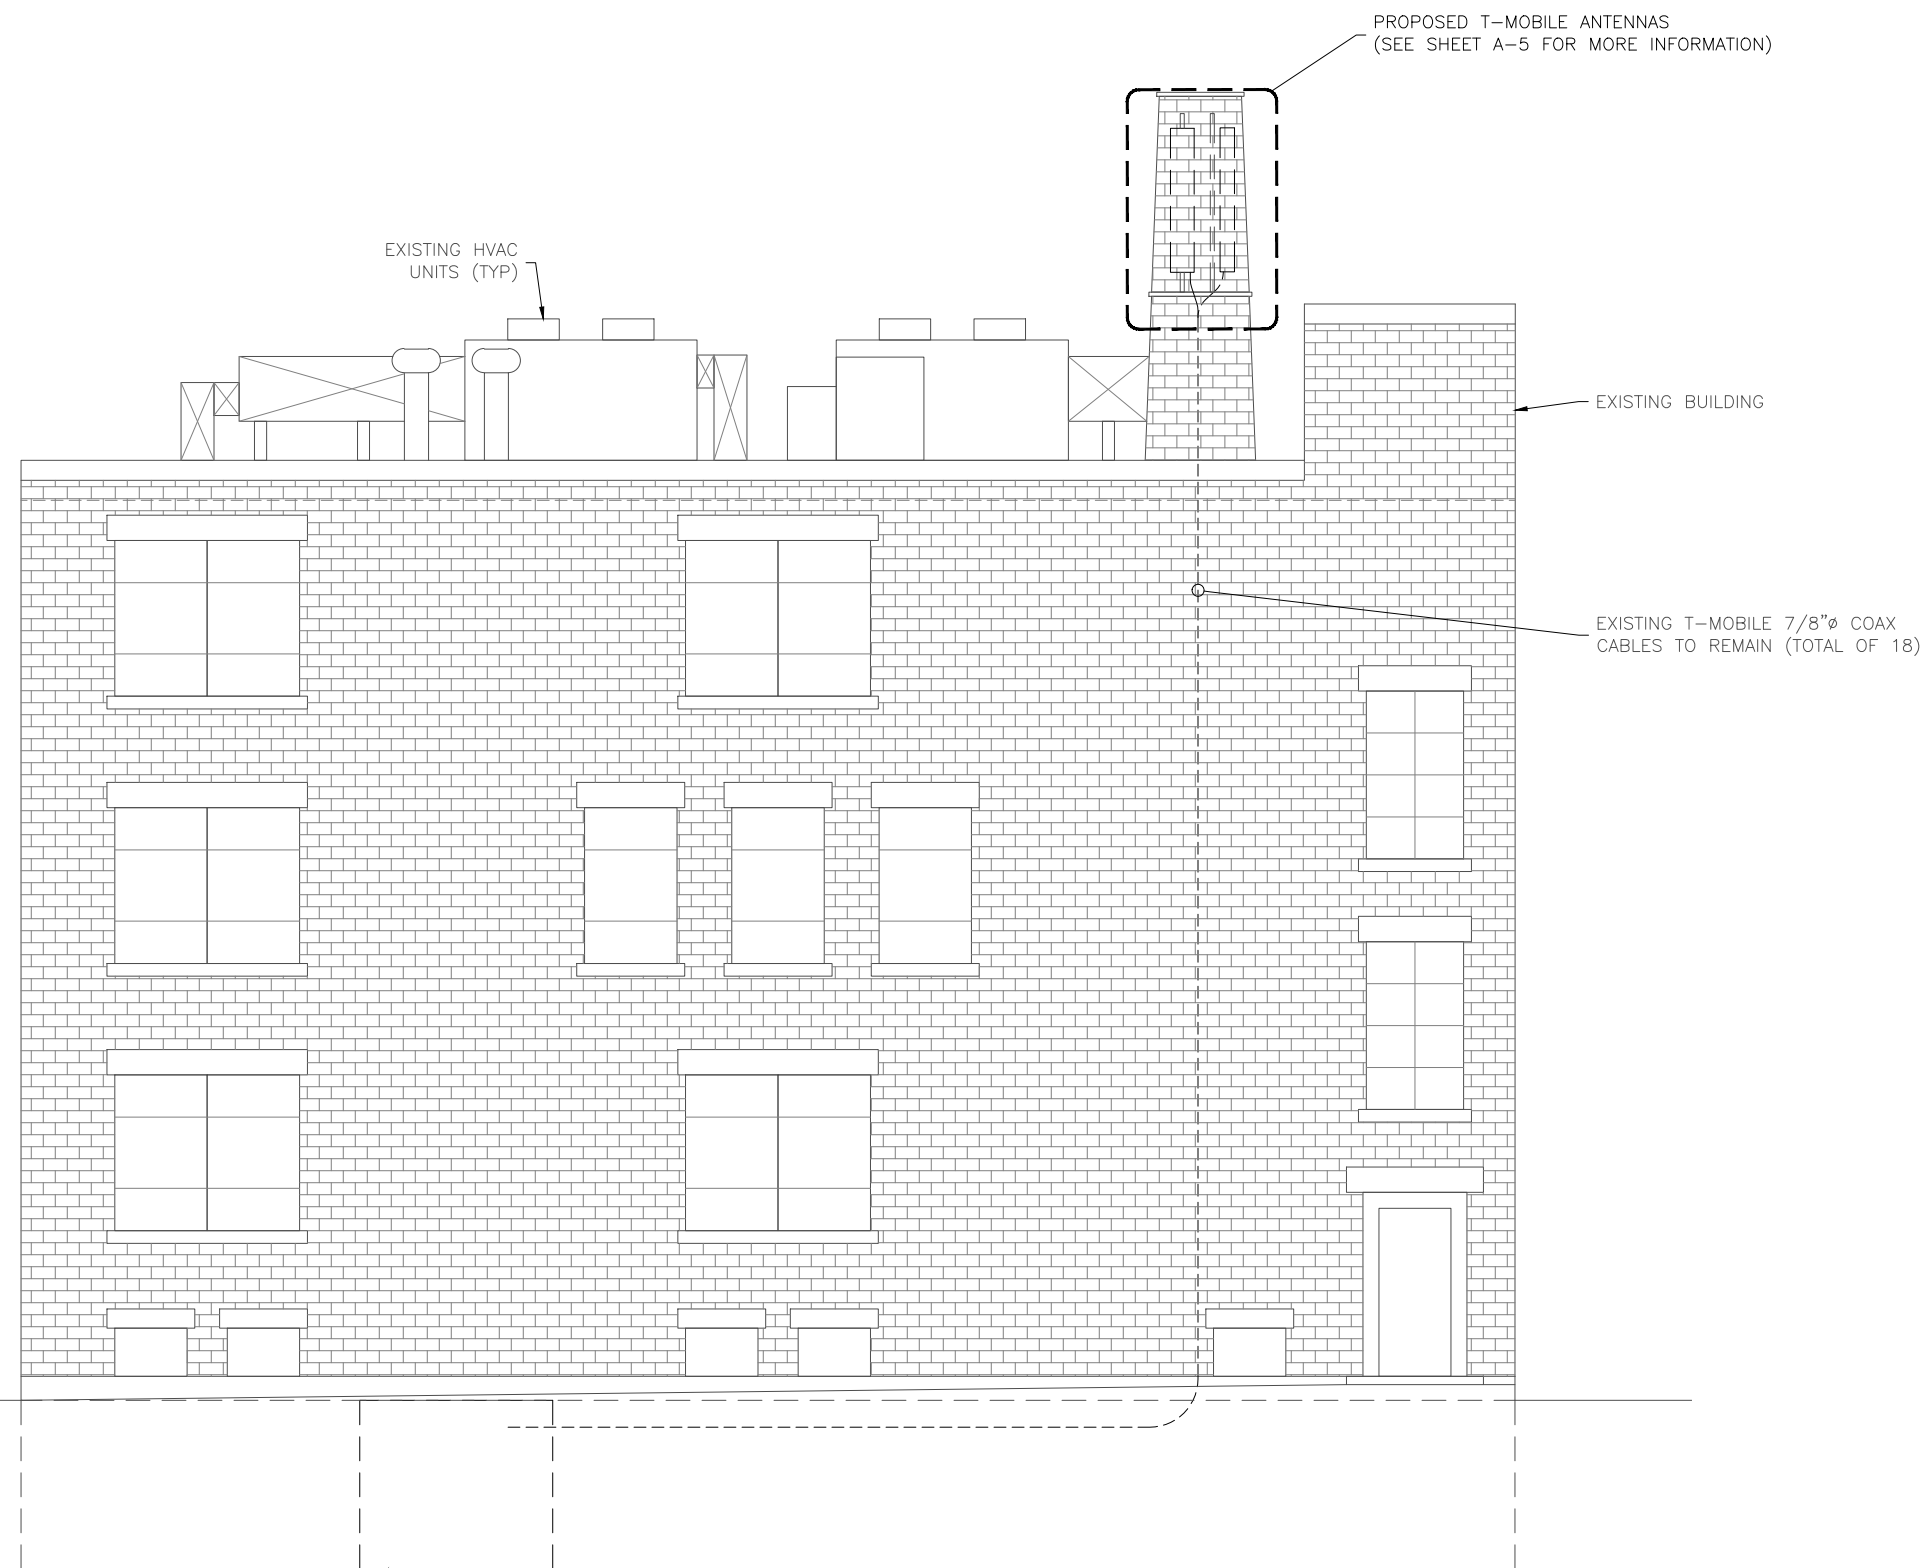 PROPOSED T-MOBILE ANTENNAS
(SEE SHEET A-5 FOR MORE INFORMATION)
EXISTING HVAC
UNITS (TYP)
EXISTING BUILDING
EXISTING T-MOBILE 7/8"ø COAX
CABLES TO REMAIN (TOTAL OF 18)